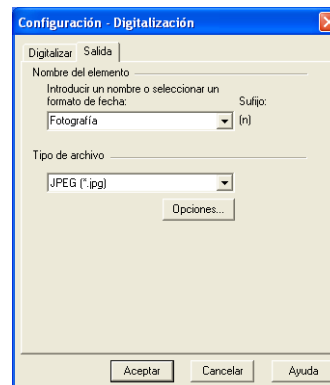 Configuración - Digitalización
Digitalizar Salida
Nombre del elemento
Introducir un nombre o seleccionar un
formato de fecha: Sufijo:
Fotografía (n)
Tipo de archivo
JPEG (*.jpg)
Opciones...
Aceptar Cancelar Ayuda